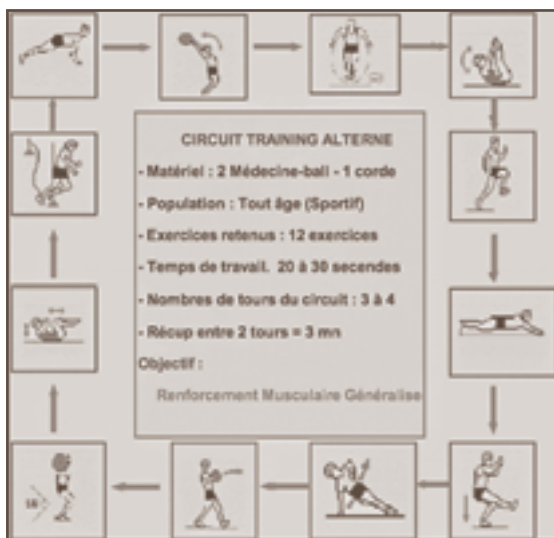 CIRCUIT TRAINING ALTERNE
- Matériel : 2 Médecine-ball - 1 corde
- Population : Tout âge (Sportif)
- Exercices retenus : 12 exercices
- Temps de travail. 20 à 30 secendes
- Nombres de tours du circuit : 3 à 4
- Récup entre 2 tours = 3 mn
Objectif :
Renforcement Musculaire Généralise